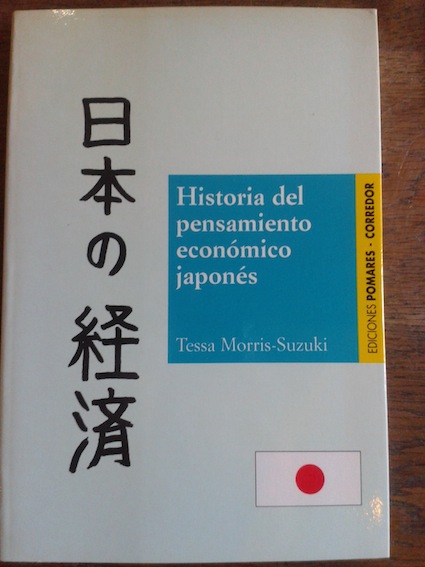 日本の経済
Historia del
pensamiento
económico
japonés
Tessa Morris-Suzuki
EDICIONES POMARES - CORREDOR